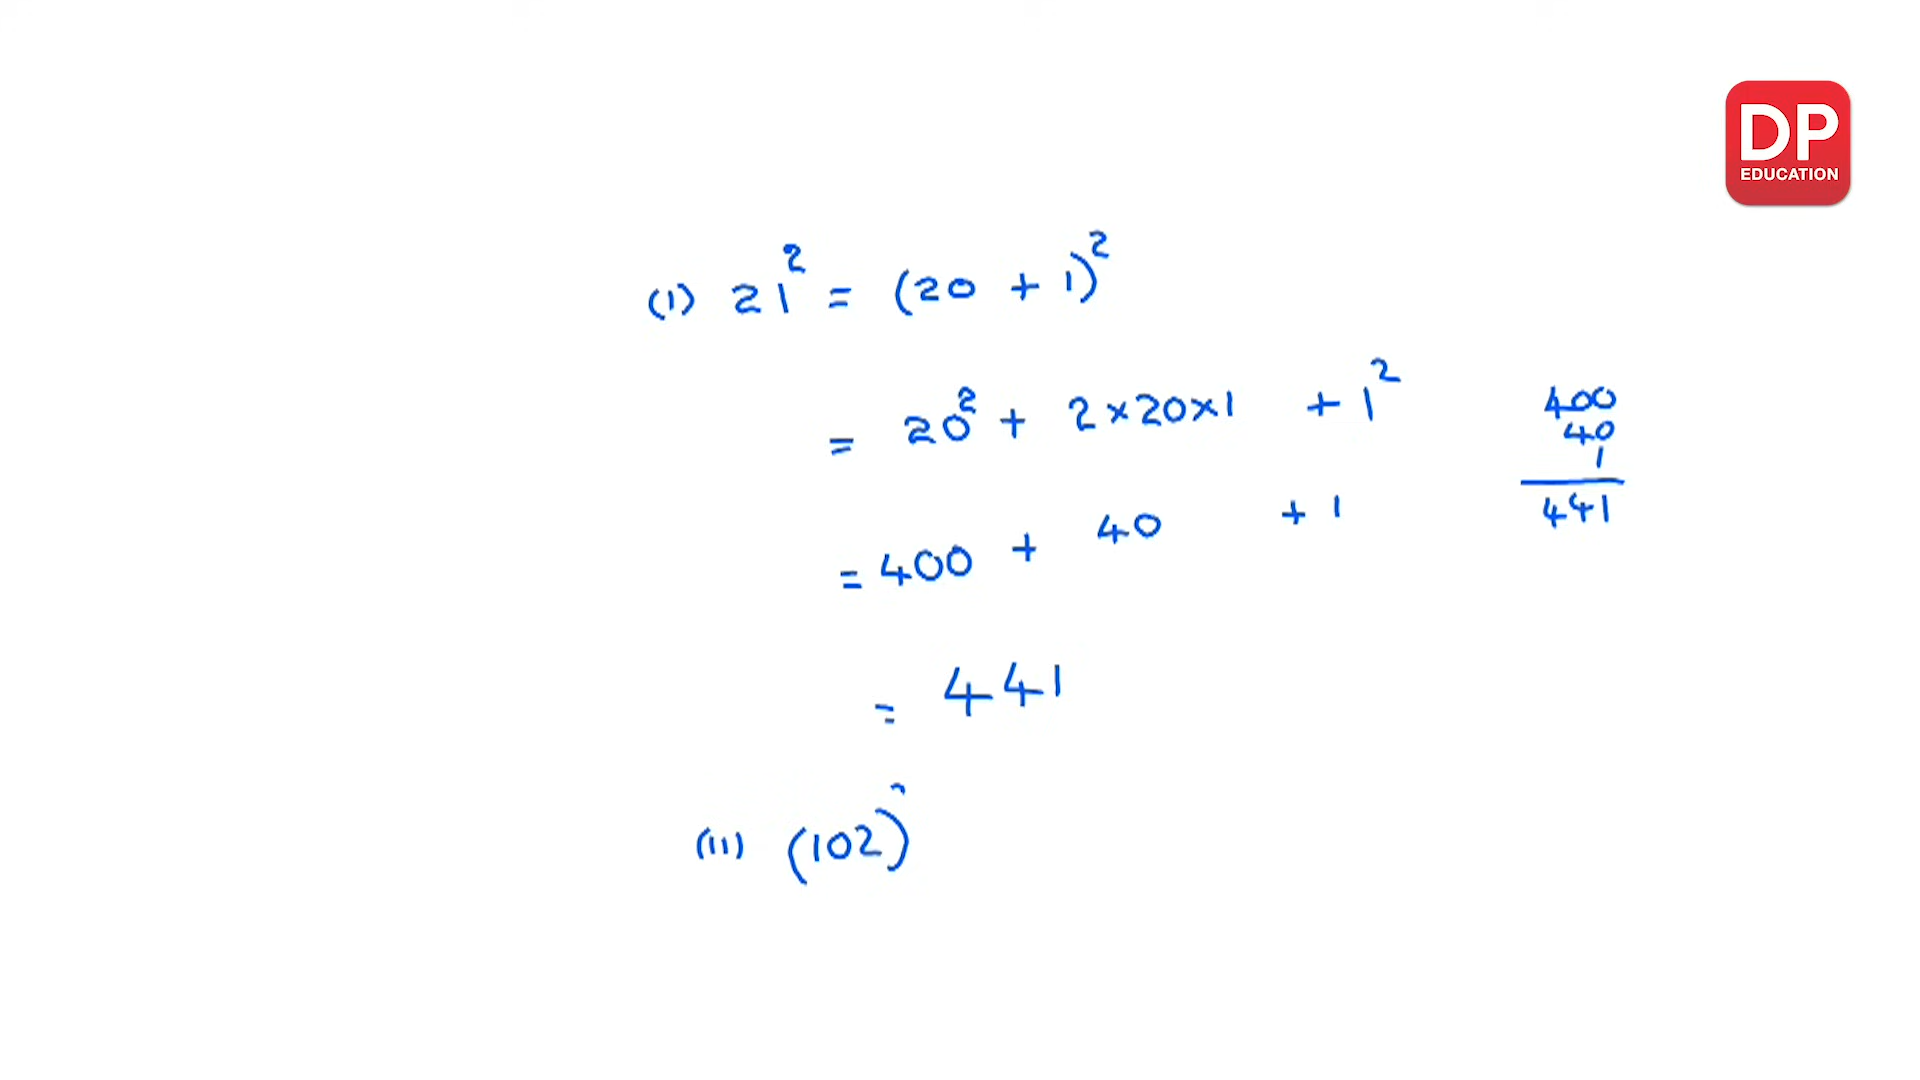 DP
EDUCATION
(I) 21² = (20 + 1)²
= 20² + 2×20×1 + 1²
= 400 + 40 + 1
400
40
1
441
= 441
(II) (102)